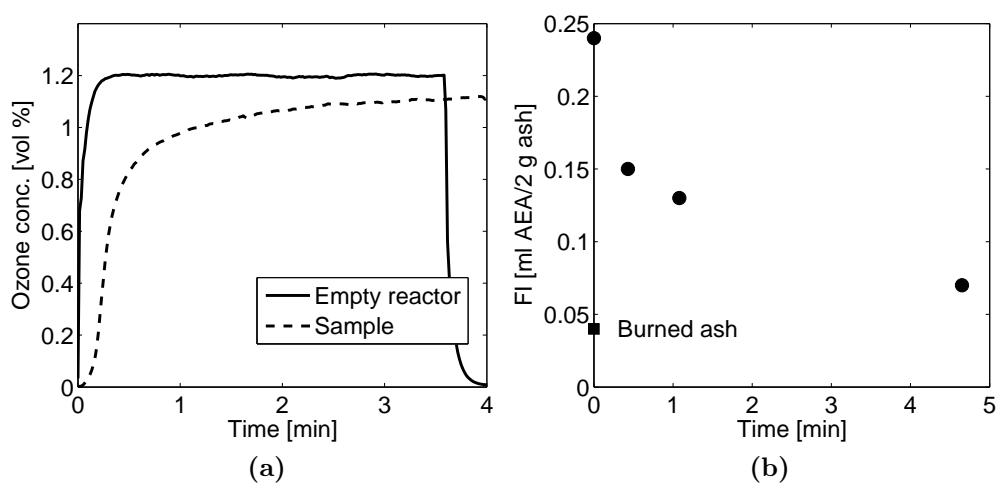 Ozone conc. [vol %]
1.2
1
0.8
0.6
0.4
0.2
0
0 1 2 3 4
Time [min]
Empty reactor
Sample
(a)
FI [ml AEA/2 g ash]
0.25
0.2
0.15
0.1
0.05
0
0 1 2 3 4 5
Time [min]
Burned ash
(b)